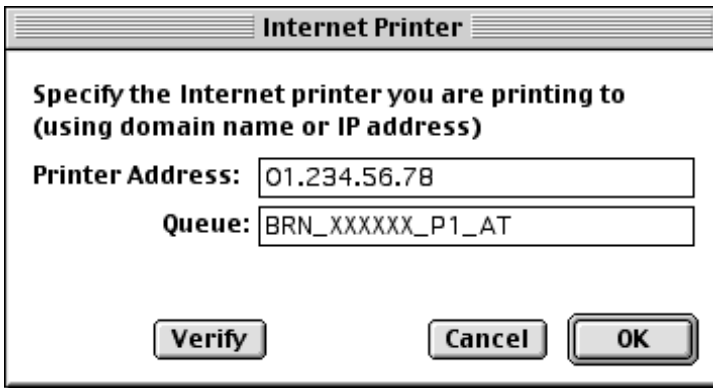 Internet Printer
Specify the Internet printer you are printing to
(using domain name or IP address)
Printer Address: 01.234.56.78
Queue: BRN_XXXXXX_P1_AT
Verify Cancel OK